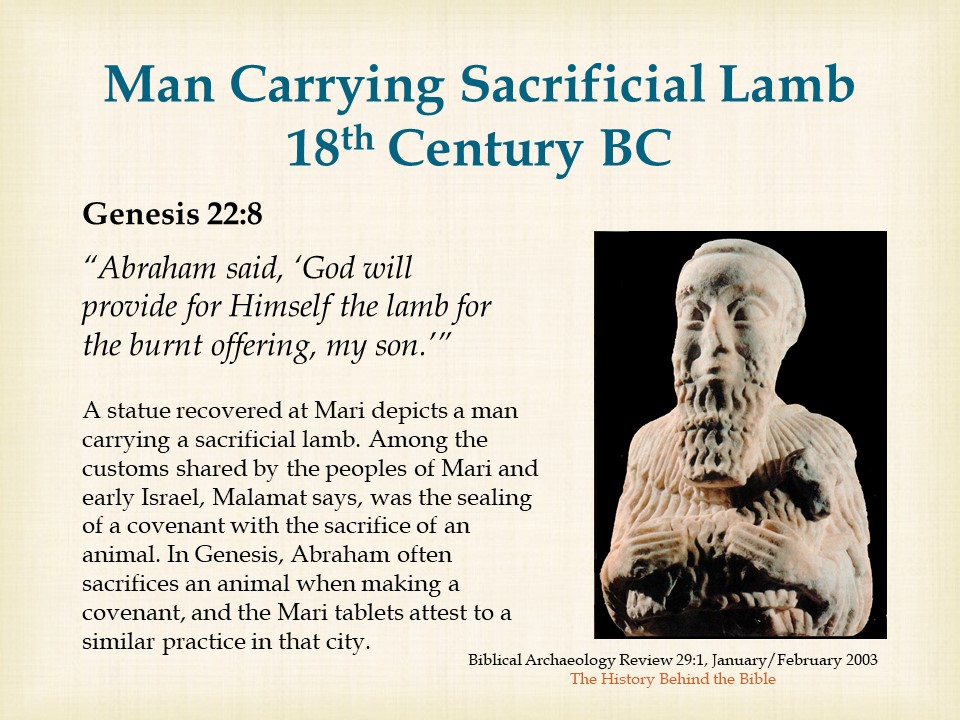 Man Carrying Sacrificial Lamb
18th Century BC
Genesis 22:8
“Abraham said, ‘God will
provide for Himself the lamb for
the burnt offering, my son.’”
A statue recovered at Mari depicts a man
carrying a sacrificial lamb. Among the
customs shared by the peoples of Mari and
early Israel, Malamat says, was the sealing
of a covenant with the sacrifice of an
animal. In Genesis, Abraham often
sacrifices an animal when making a
covenant, and the Mari tablets attest to a
similar practice in that city.
Biblical Archaeology Review 29:1, January/February 2003
The History Behind the Bible